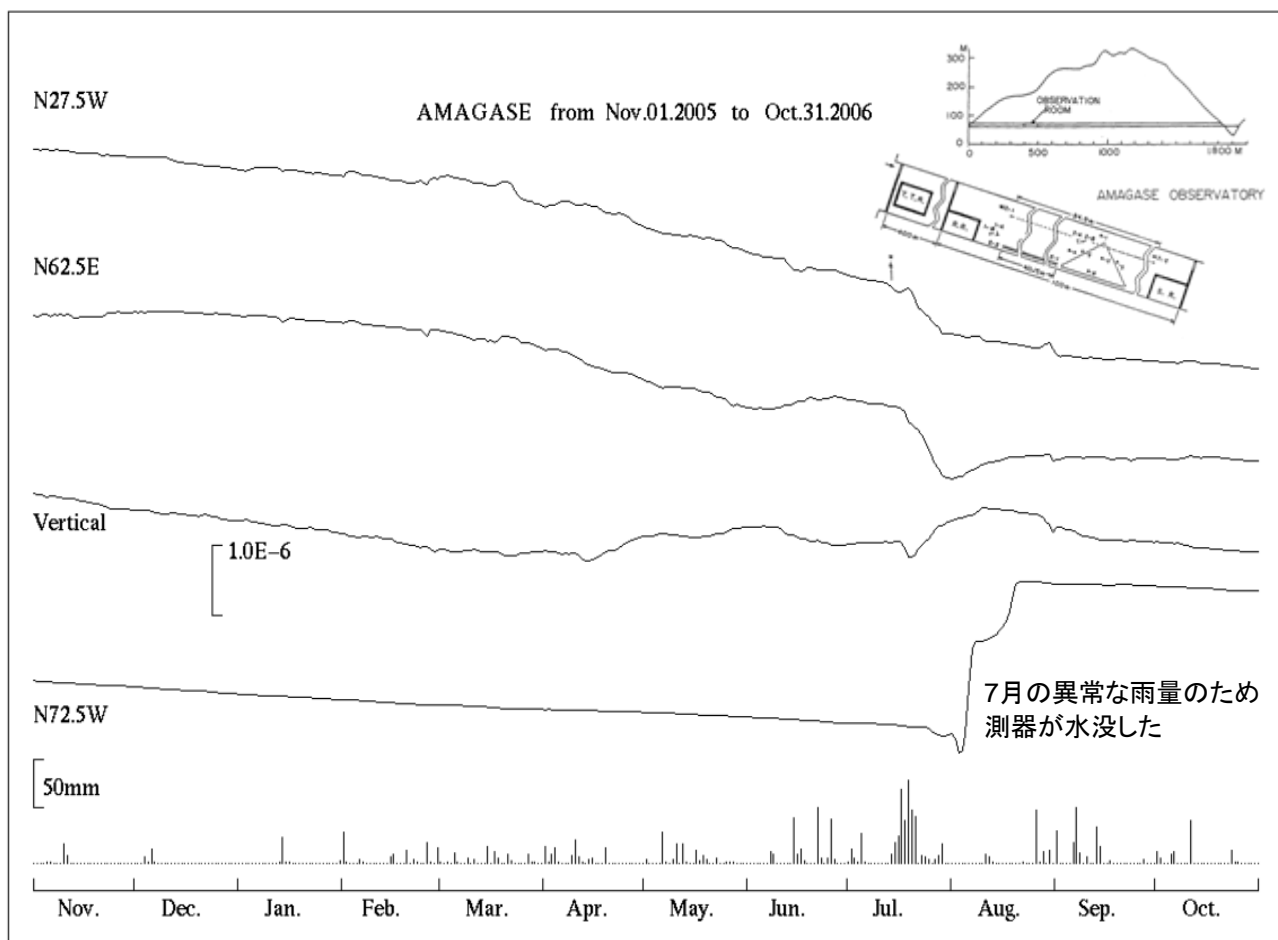 N27.5W
AMAGASE from Nov.01.2005 to Oct.31.2006
M
300
200
100
0
OBSERVATION
ROOM
0
500
1000
1800 M
AMAGASE OBSERVATORY
N62.5E
Vertical
1.0E-6
N72.5W
7月の異常な雨量のため
測器が水没した
50mm
Nov. Dec. Jan. Feb. Mar. Apr. May. Jun. Jul. Aug. Sep. Oct.